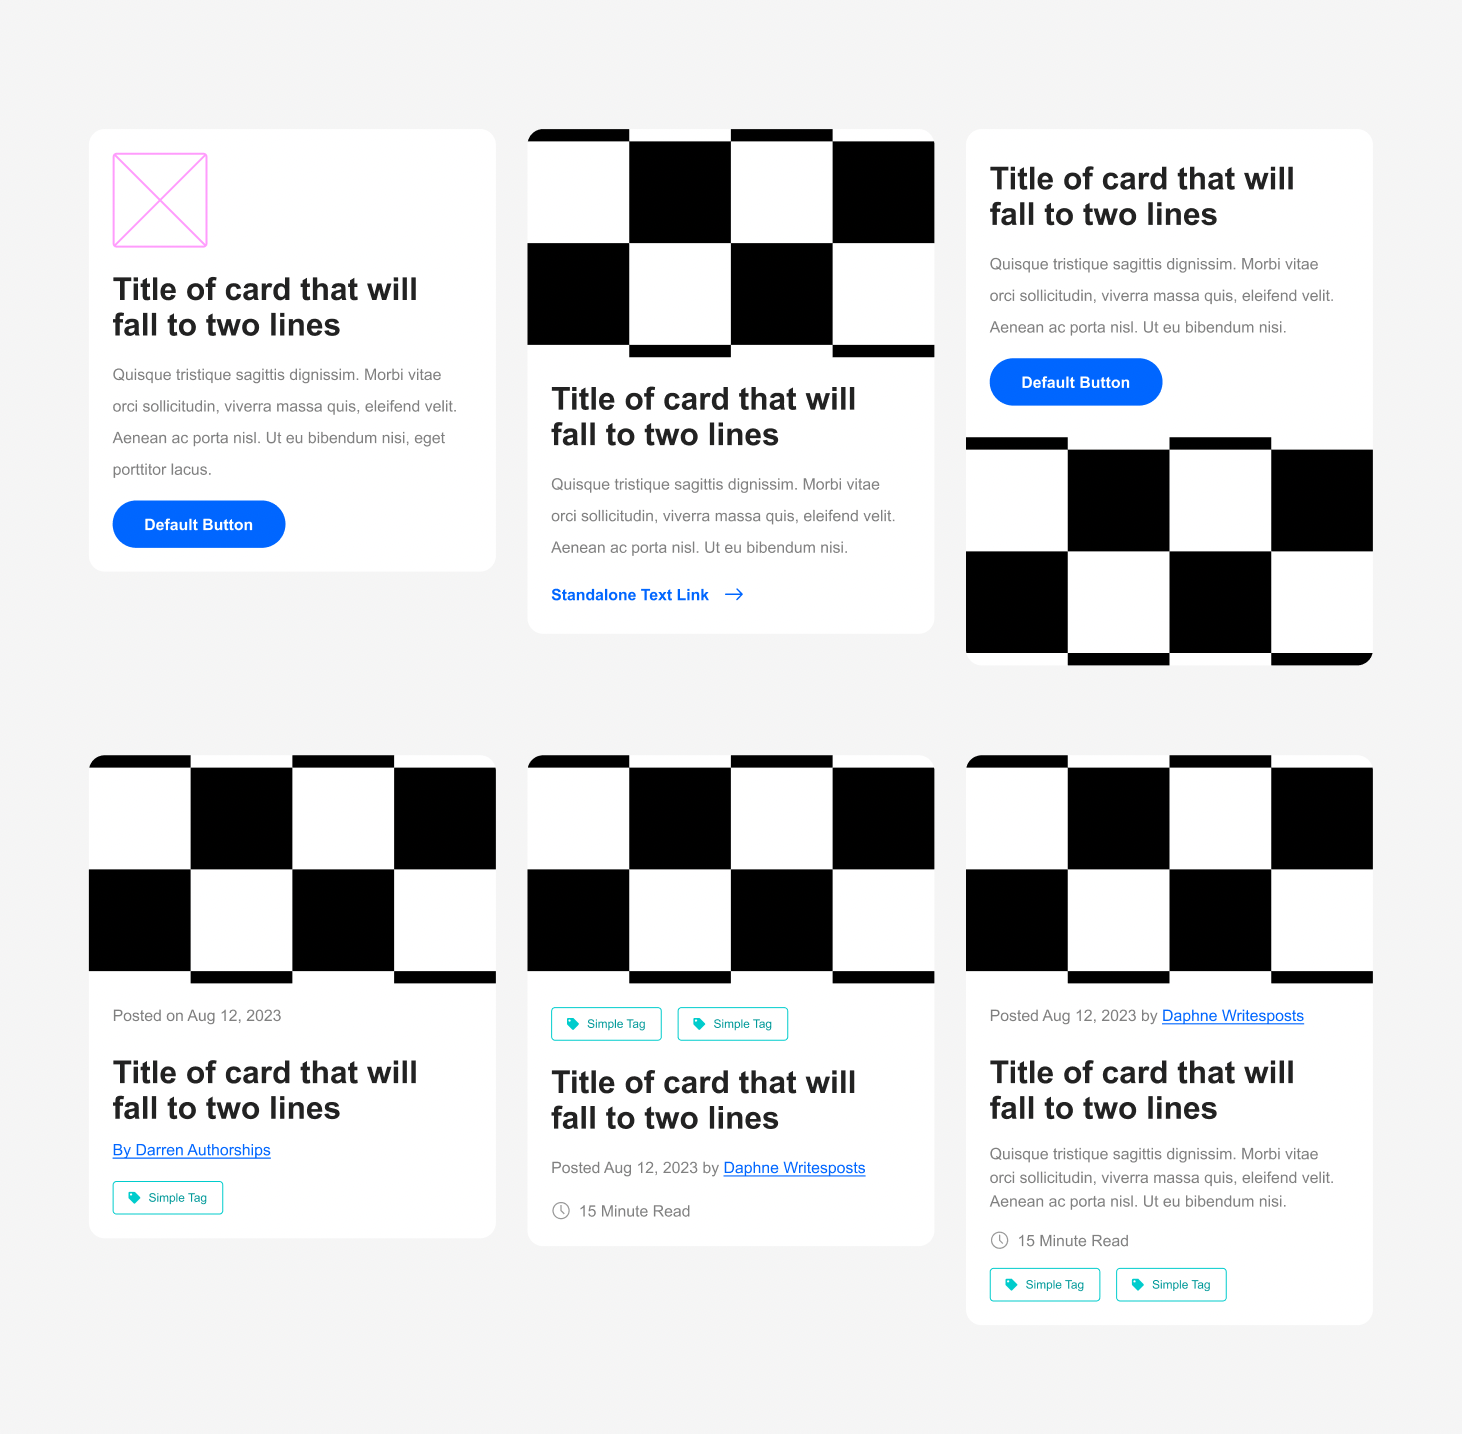 Title of card that will
fall to two lines
Quisque tristique sagittis dignissim. Morbi vitae
orci sollicitudin, viverra massa quis, eleifend velit.
Aenean ac porta nisl. Ut eu bibendum nisi, eget
porttitor lacus.
Default Button
Title of card that will
fall to two lines
Quisque tristique sagittis dignissim. Morbi vitae
orci sollicitudin, viverra massa quis, eleifend velit.
Aenean ac porta nisl. Ut eu bibendum nisi.
Standalone Text Link
Title of card that will
fall to two lines
Quisque tristique sagittis dignissim. Morbi vitae
orci sollicitudin, viverra massa quis, eleifend velit.
Aenean ac porta nisl. Ut eu bibendum nisi.
Default Button
Posted on Aug 12, 2023
Title of card that will
fall to two lines
By Darren Authorships
Simple Tag
Simple Tag
Simple Tag
Title of card that will
fall to two lines
Posted Aug 12, 2023 by Daphne Writesposts
15 Minute Read
Posted Aug 12, 2023 by Daphne Writesposts
Title of card that will
fall to two lines
Quisque tristique sagittis dignissim. Morbi vitae
orci sollicitudin, viverra massa quis, eleifend velit.
Aenean ac porta nisl. Ut eu bibendum nisi.
15 Minute Read
Simple Tag
Simple Tag